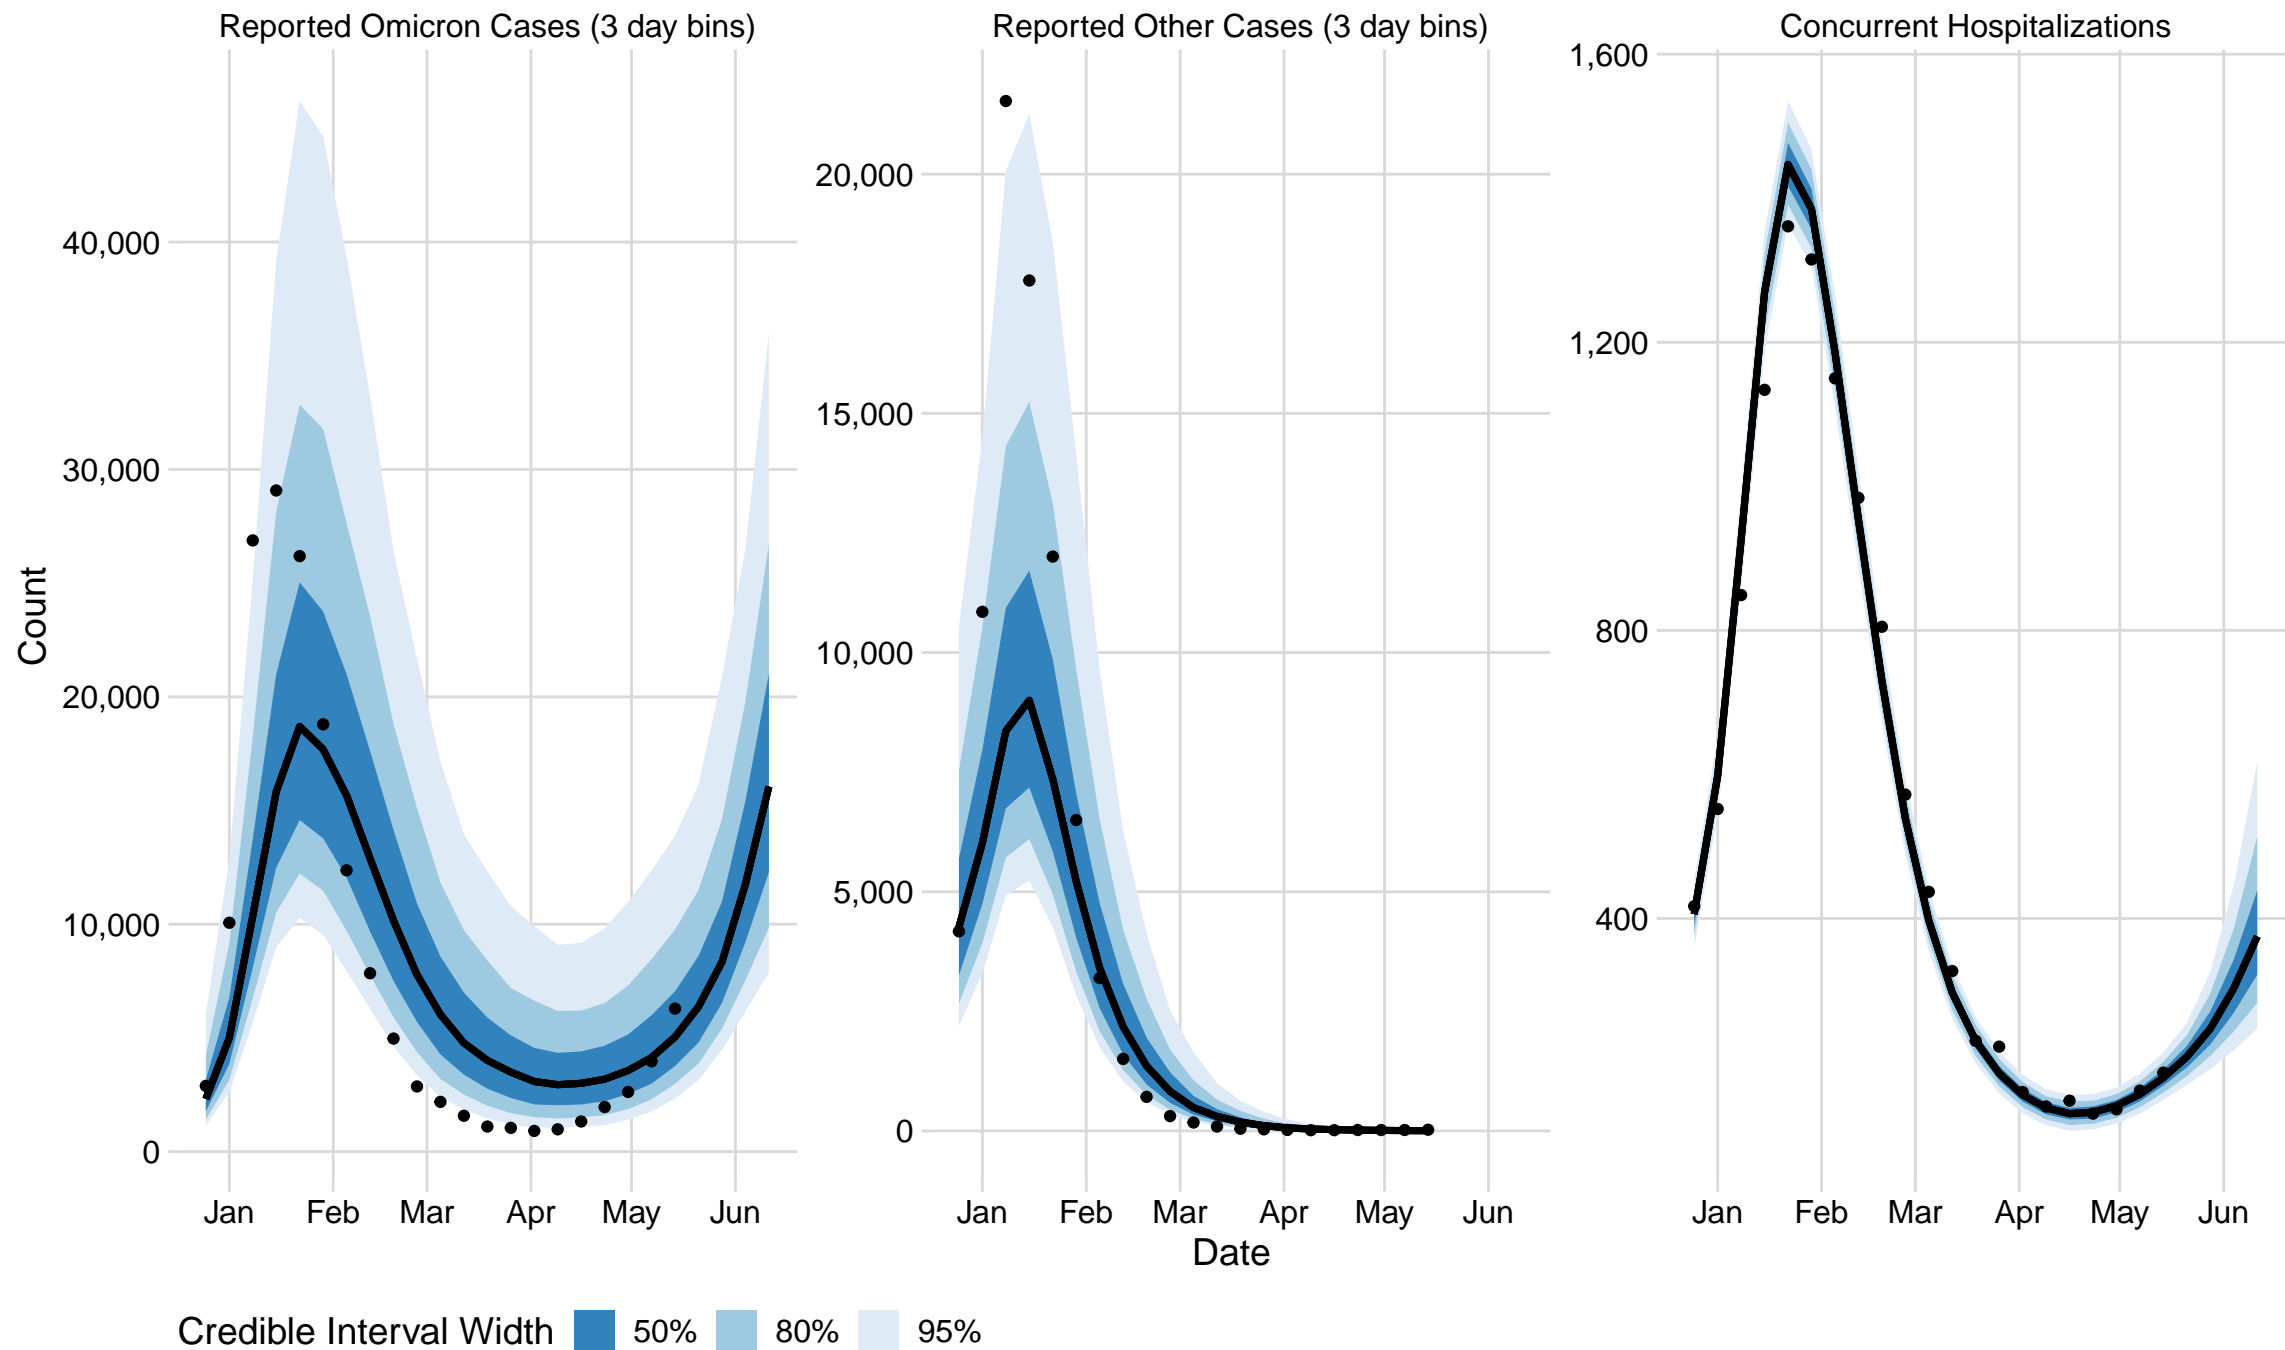 Reported Omicron Cases (3 day bins)
Reported Other Cases (3 day bins)
Concurrent Hospitalizations
Count
40,000
30,000
20,000
10,000
0
Jan Feb Mar Apr May Jun
20,000
15,000
10,000
5,000
0
Jan Feb Mar Apr May Jun
1,600
1,200
800
400
Jan Feb Mar Apr May Jun
Date
Credible Interval Width 50% 80% 95%